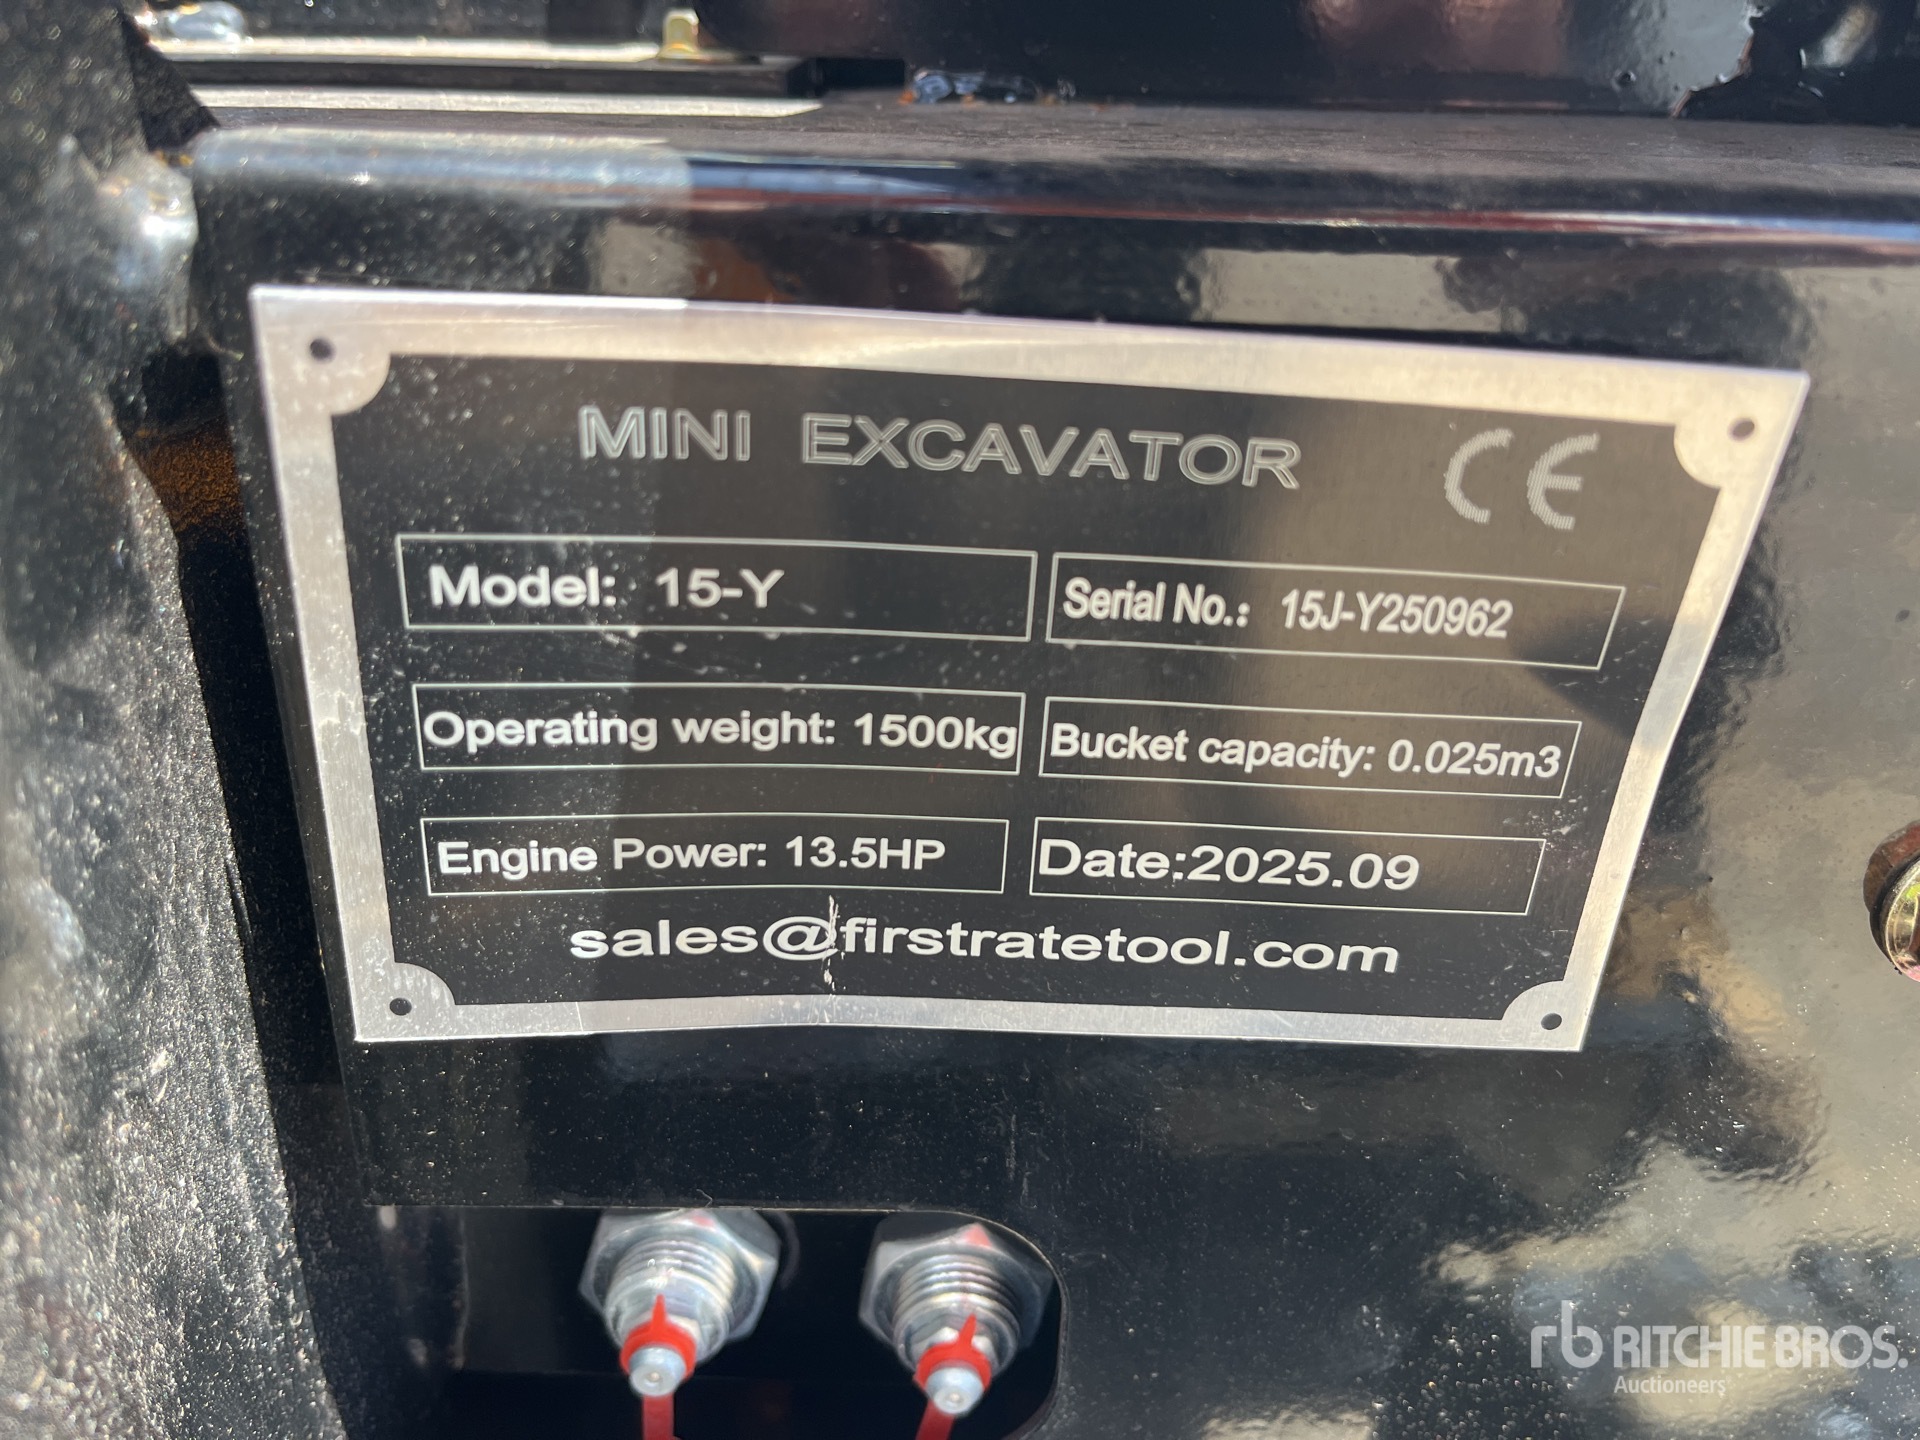 MINI EXCAVATOR CE
Model: 15-Y
Serial No.: 15J-Y250962
Operating weight: 1500kg
Bucket capacity: 0.025m3
Engine Power: 13.5HP
Date:2025.09
sales@firstratetool.com
rb RITCHIE BROS.
Auctioneers